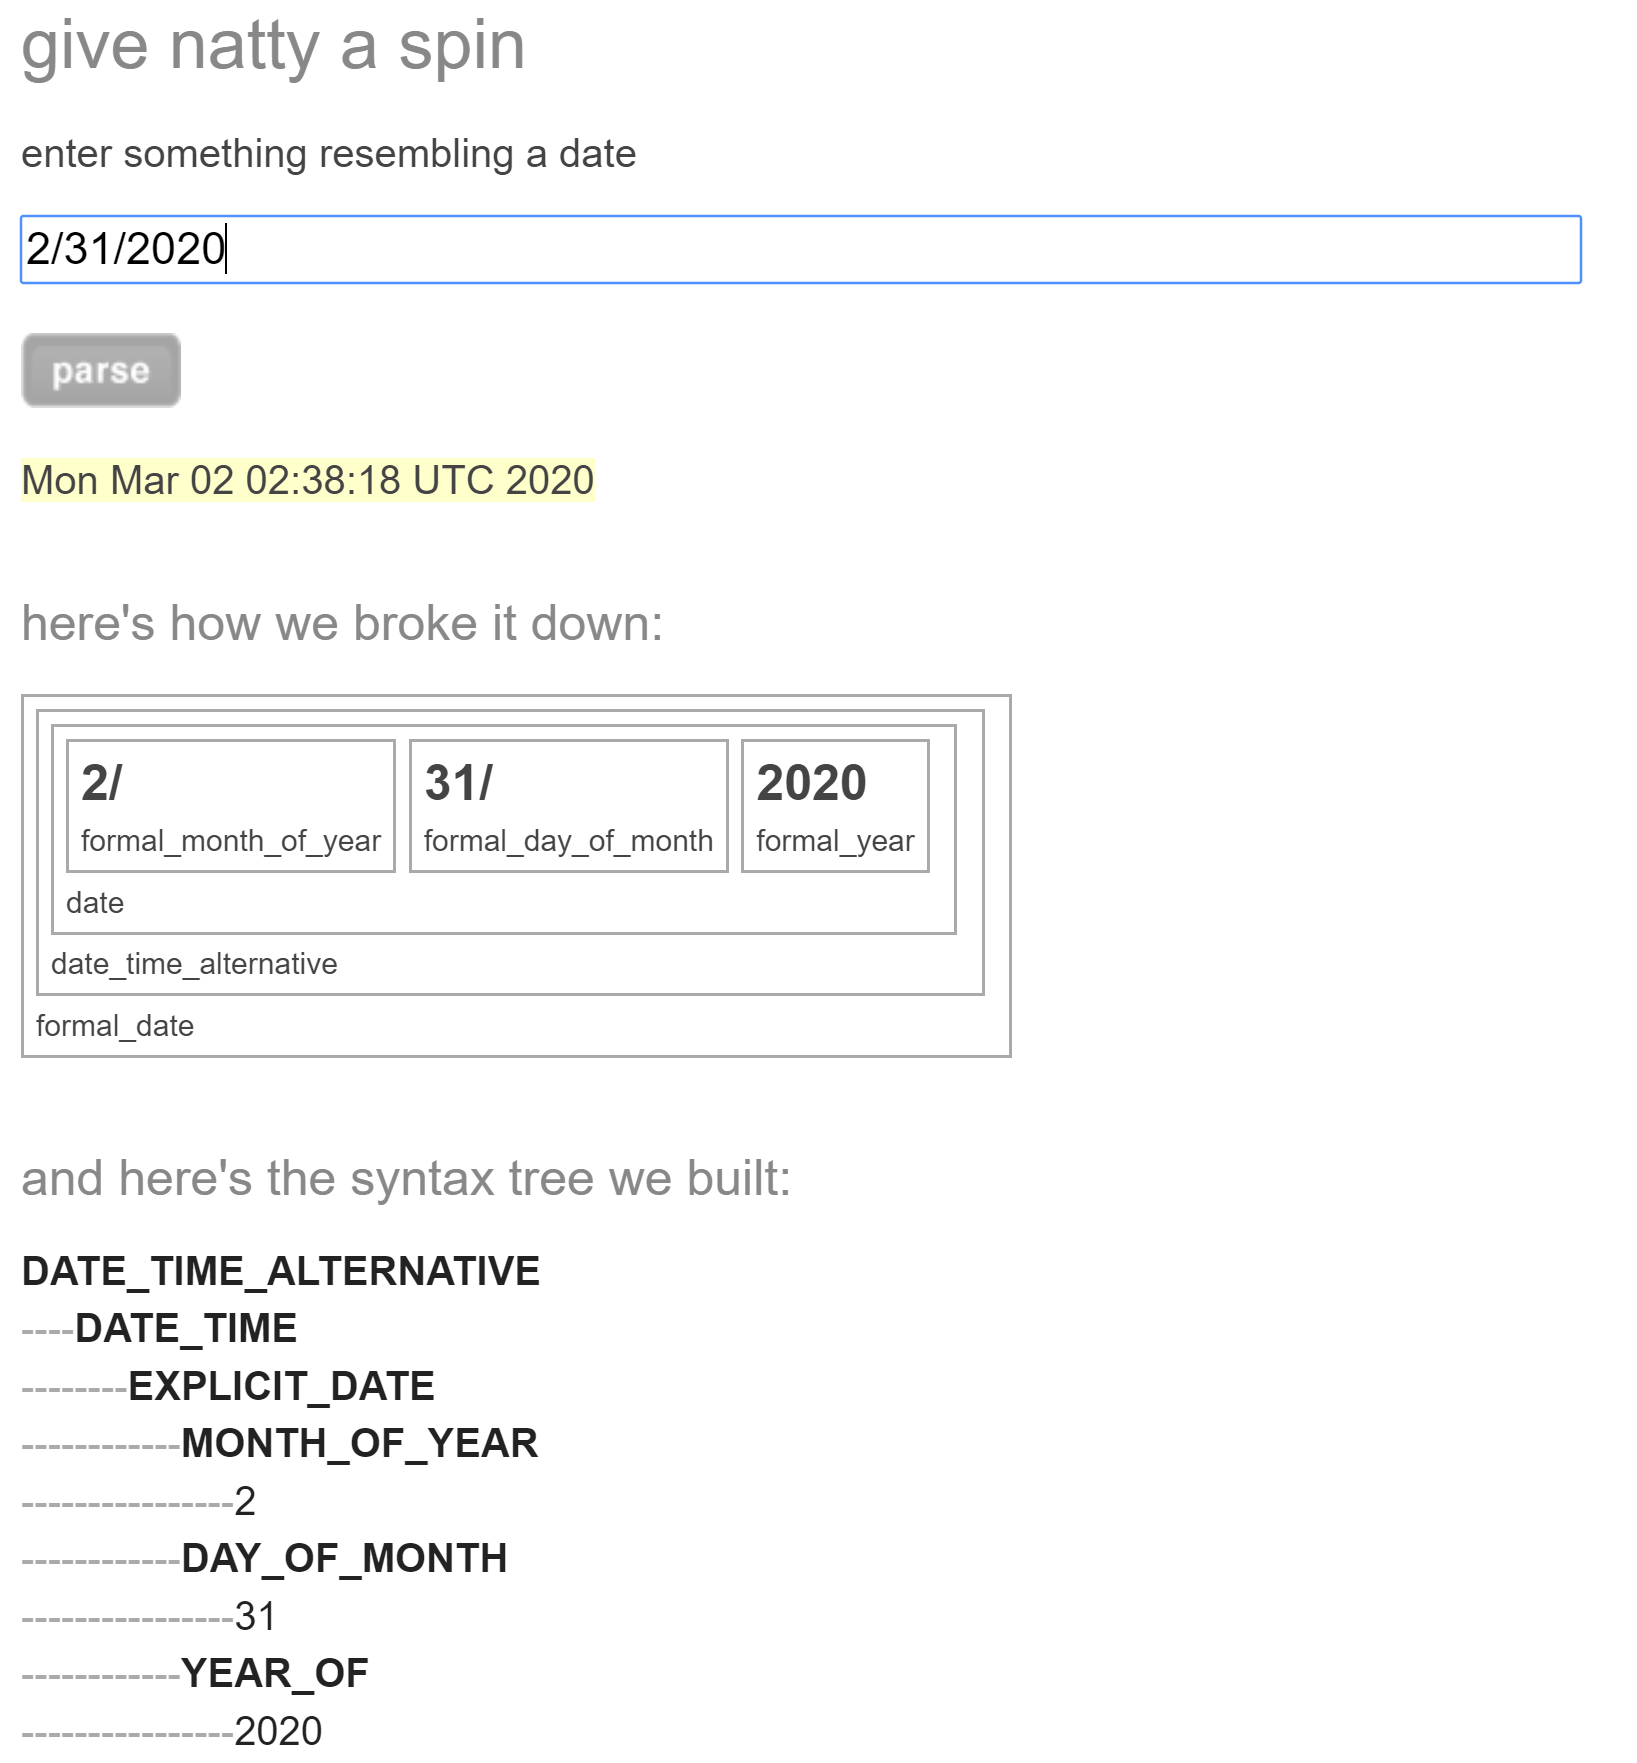 give natty a spin
enter something resembling a date
2/31/2020
parse
Mon Mar 02 02:38:18 UTC 2020
here's how we broke it down:
2/ 31/ 2020
formal_month_of_year formal_day_of_month formal_year
date
date_time_alternative
formal_date
and here's the syntax tree we built:
DATE_TIME_ALTERNATIVE
----DATE_TIME
--------EXPLICIT_DATE
------------MONTH_OF_YEAR
----------------2
------------DAY_OF_MONTH
----------------31
------------YEAR_OF
----------------2020